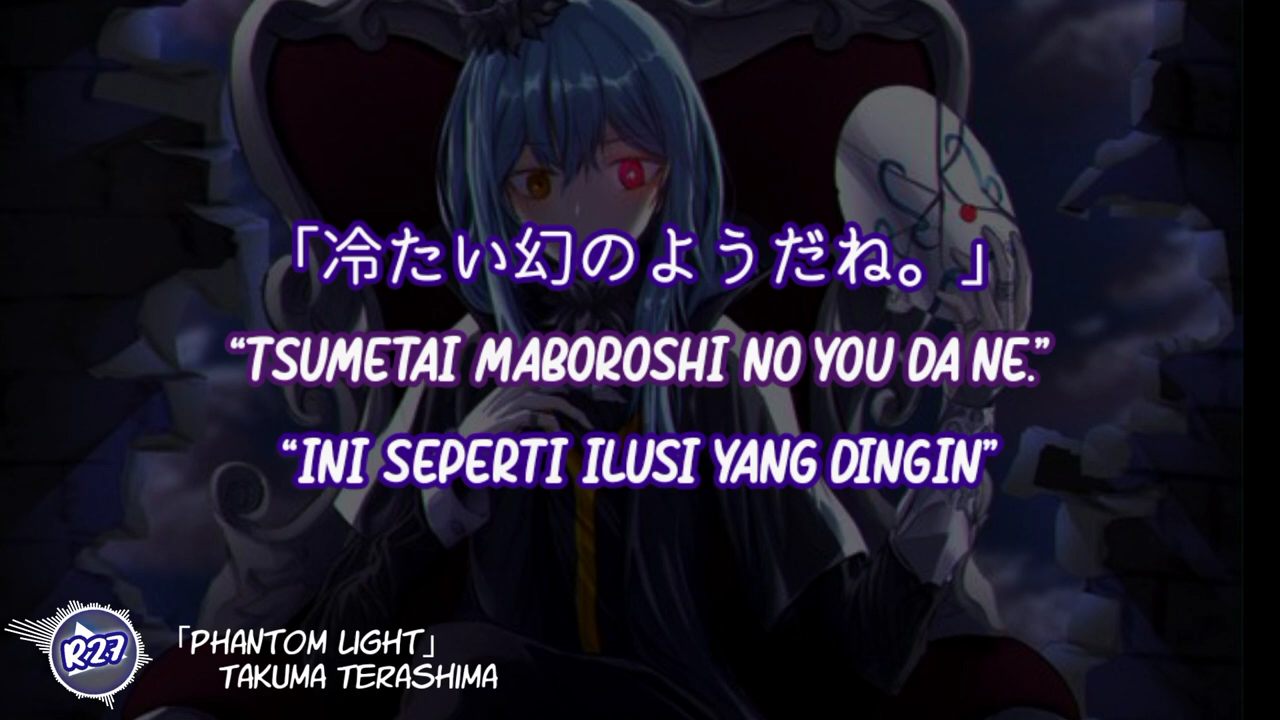 「冷たい幻のようだね。」
“TSUMETAI MABOROSHI NO YOU DA NE.”
“INI SEPERTI ILUSI YANG DINGIN”
R27
「PHANTOM LIGHT」
TAKUMA TERASHIMA